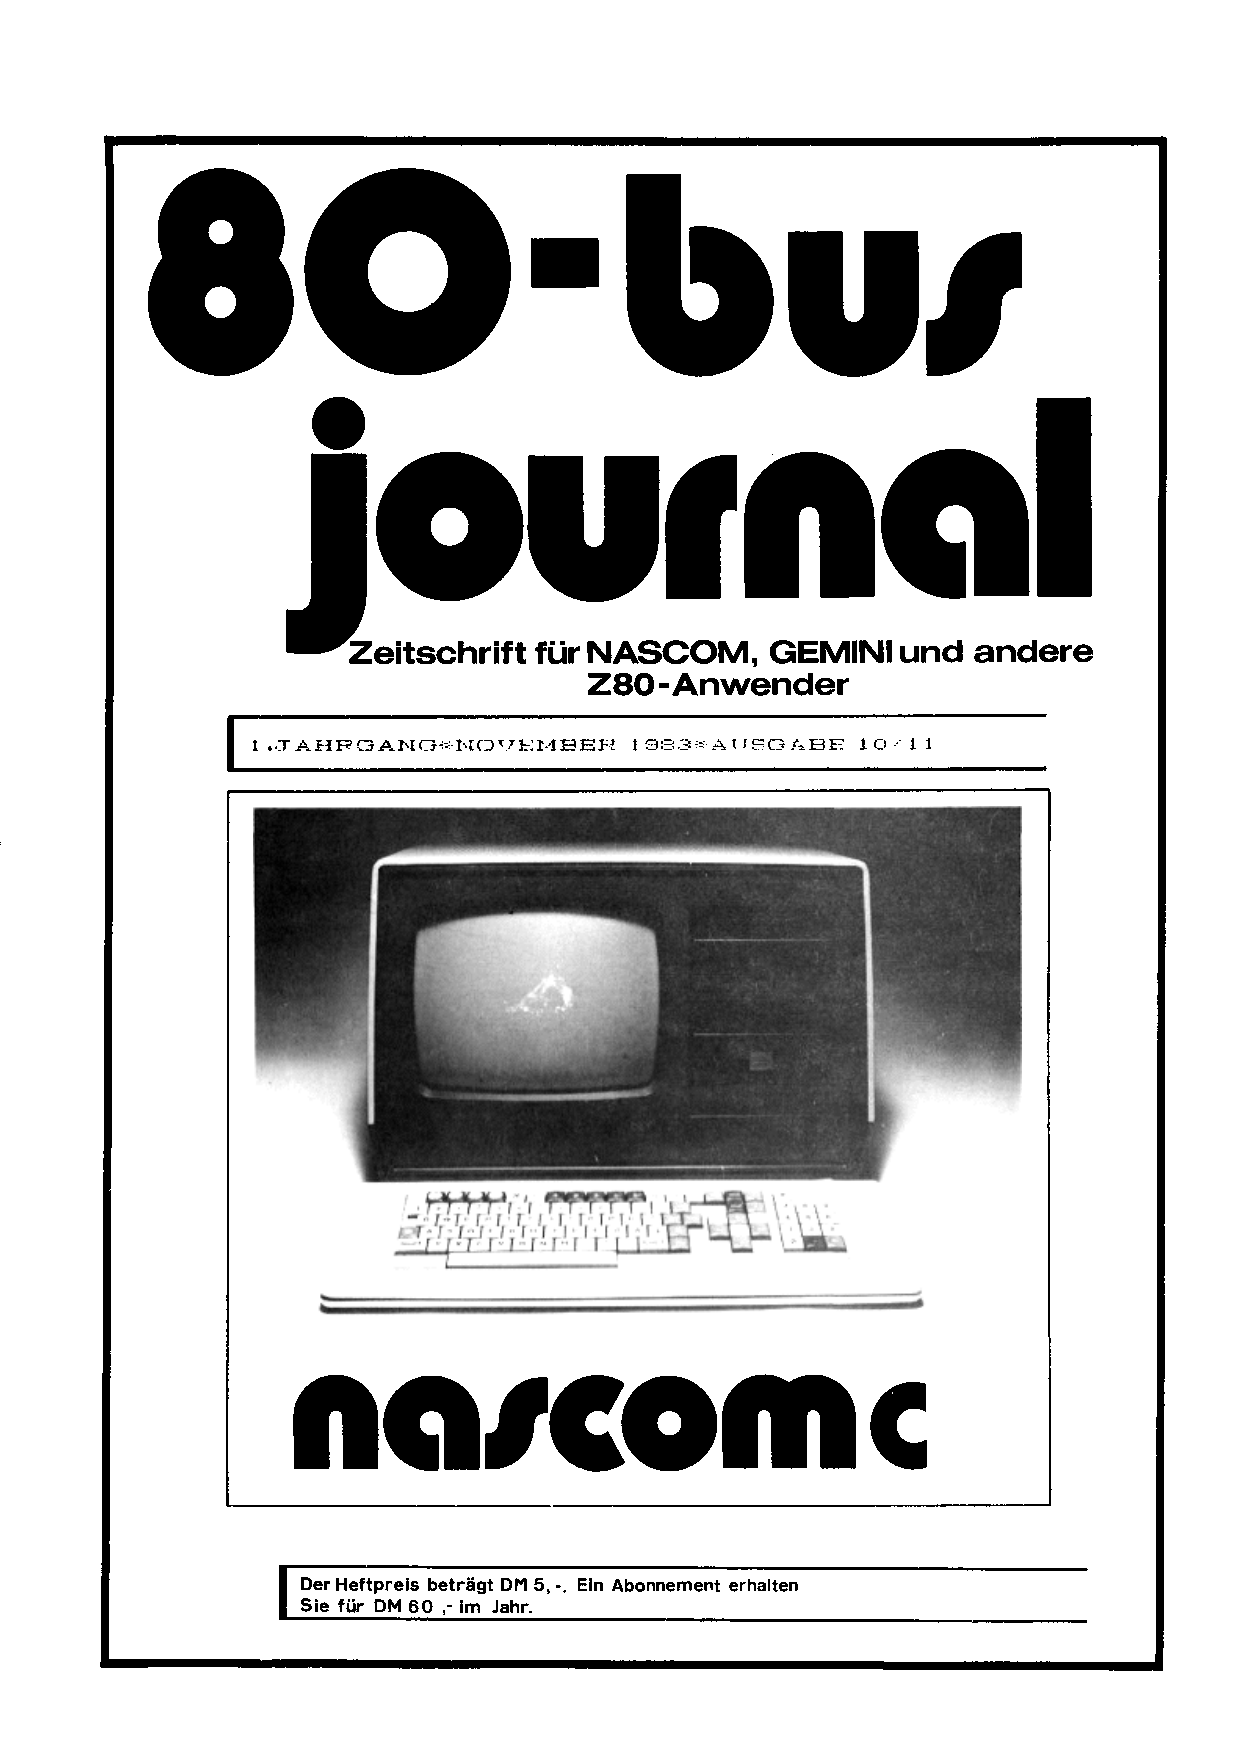 80-bus
journal
Zeitschrift für NASCOM, GEMINI und andere
Z80-Anwender
1.JAHRGANG*NOVEMBER 1983*AUSGABE 10/11
nascom c
Der Heftpreis beträgt DM 5,-. Ein Abonnement erhalten
Sie für DM 60 ,- im Jahr.